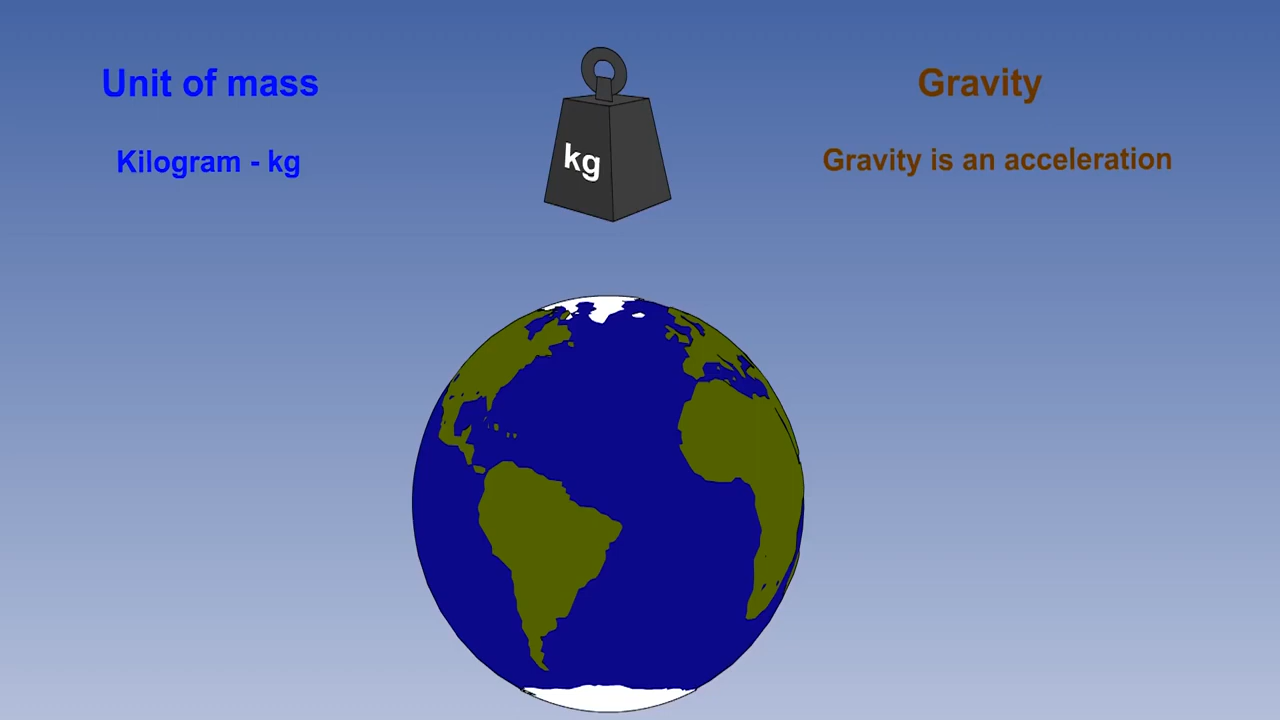 Unit of mass
Kilogram - kg
kg
Gravity
Gravity is an acceleration